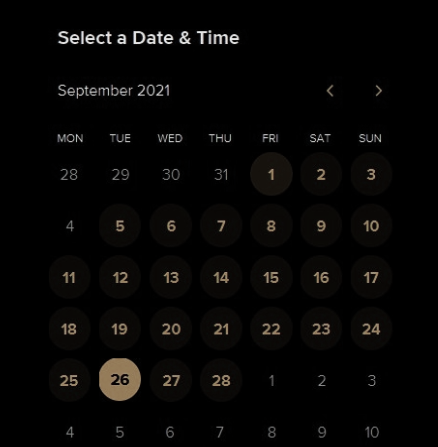 Select a Date & Time
September 2021
MON TUE WED THU FRI SAT SUN
28 29 30 31 1 2 3
4 5 6 7 8 9 10
11 12 13 14 15 16 17
18 19 20 21 22 23 24
25 26 27 28 1 2 3
4 5 6 7 8 9 10